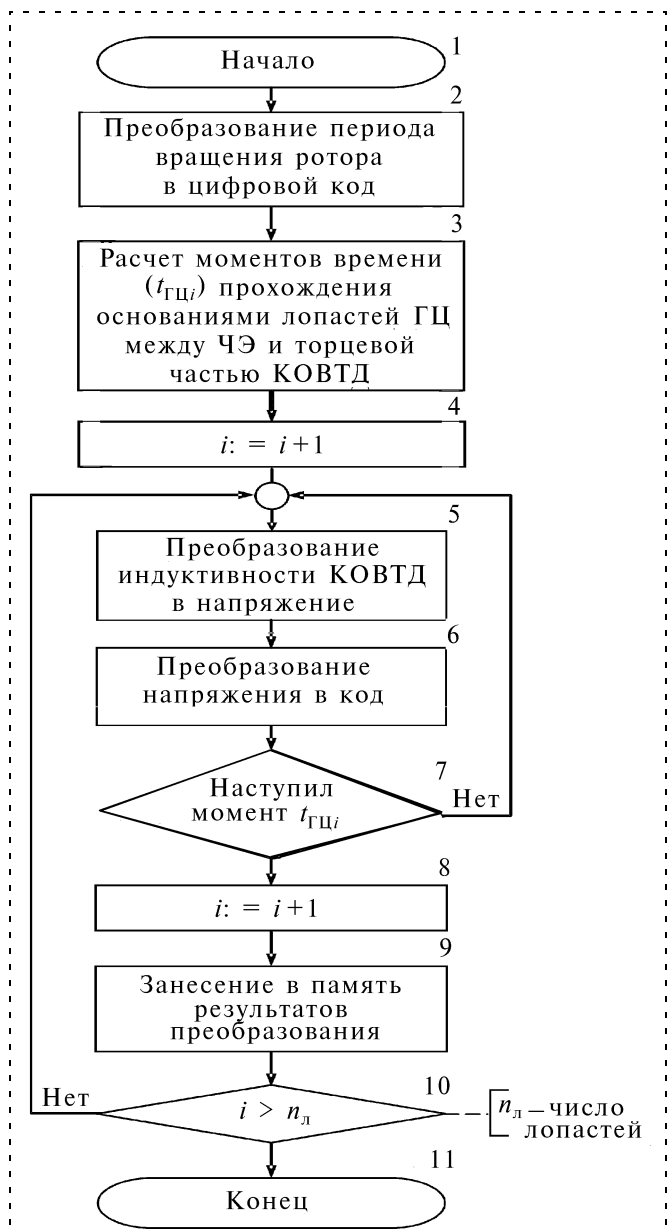 Начало
1
2
Преобразование периода
вращения ротора
в цифровой код
3
Расчет моментов времени
(tГЦi) прохождения
основаниями лопастей ГЦ
между ЧЭ и торцевой
частью КОВТД
4
i: = i+1
5
Преобразование
индуктивности КОВТД
в напряжение
6
Преобразование
напряжения в код
7
Наступил
момент tГЦi
Нет
8
i: = i+1
9
Занесение в память
результатов
преобразования
10
Нет
i > nл
nл – число
лопастей
11
Конец